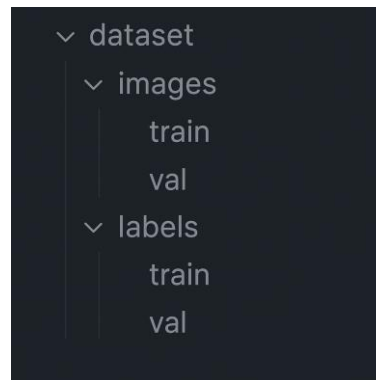 dataset
images
train
val
labels
train
val